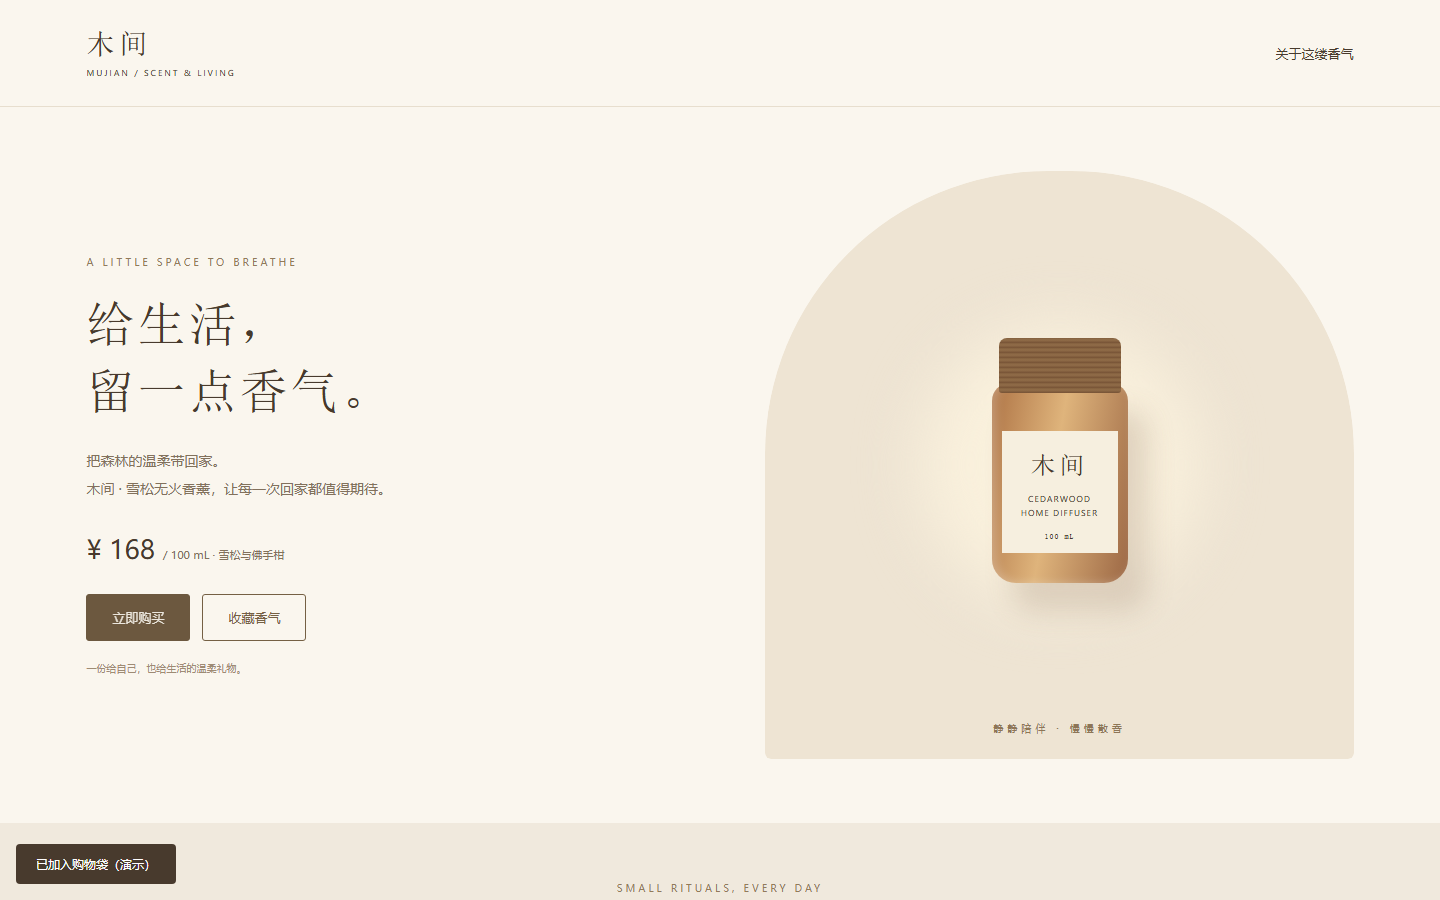 木间
MUJIAN / SCENT & LIVING
关于这缕香气
A LITTLE SPACE TO BREATHE
给生活，
留一点香气。
把森林的温柔带回家。
木间 · 雪松无火香薰，让每一次回家都值得期待。
¥ 168 / 100 mL · 雪松与佛手柑
立即购买
收藏香气
一份给自己，也给生活的温柔礼物。
木间
CEDARWOOD
HOME DIFFUSER
100 mL
静静陪伴 · 慢慢散香
已加入购物袋（演示）
SMALL RITUALS, EVERY DAY